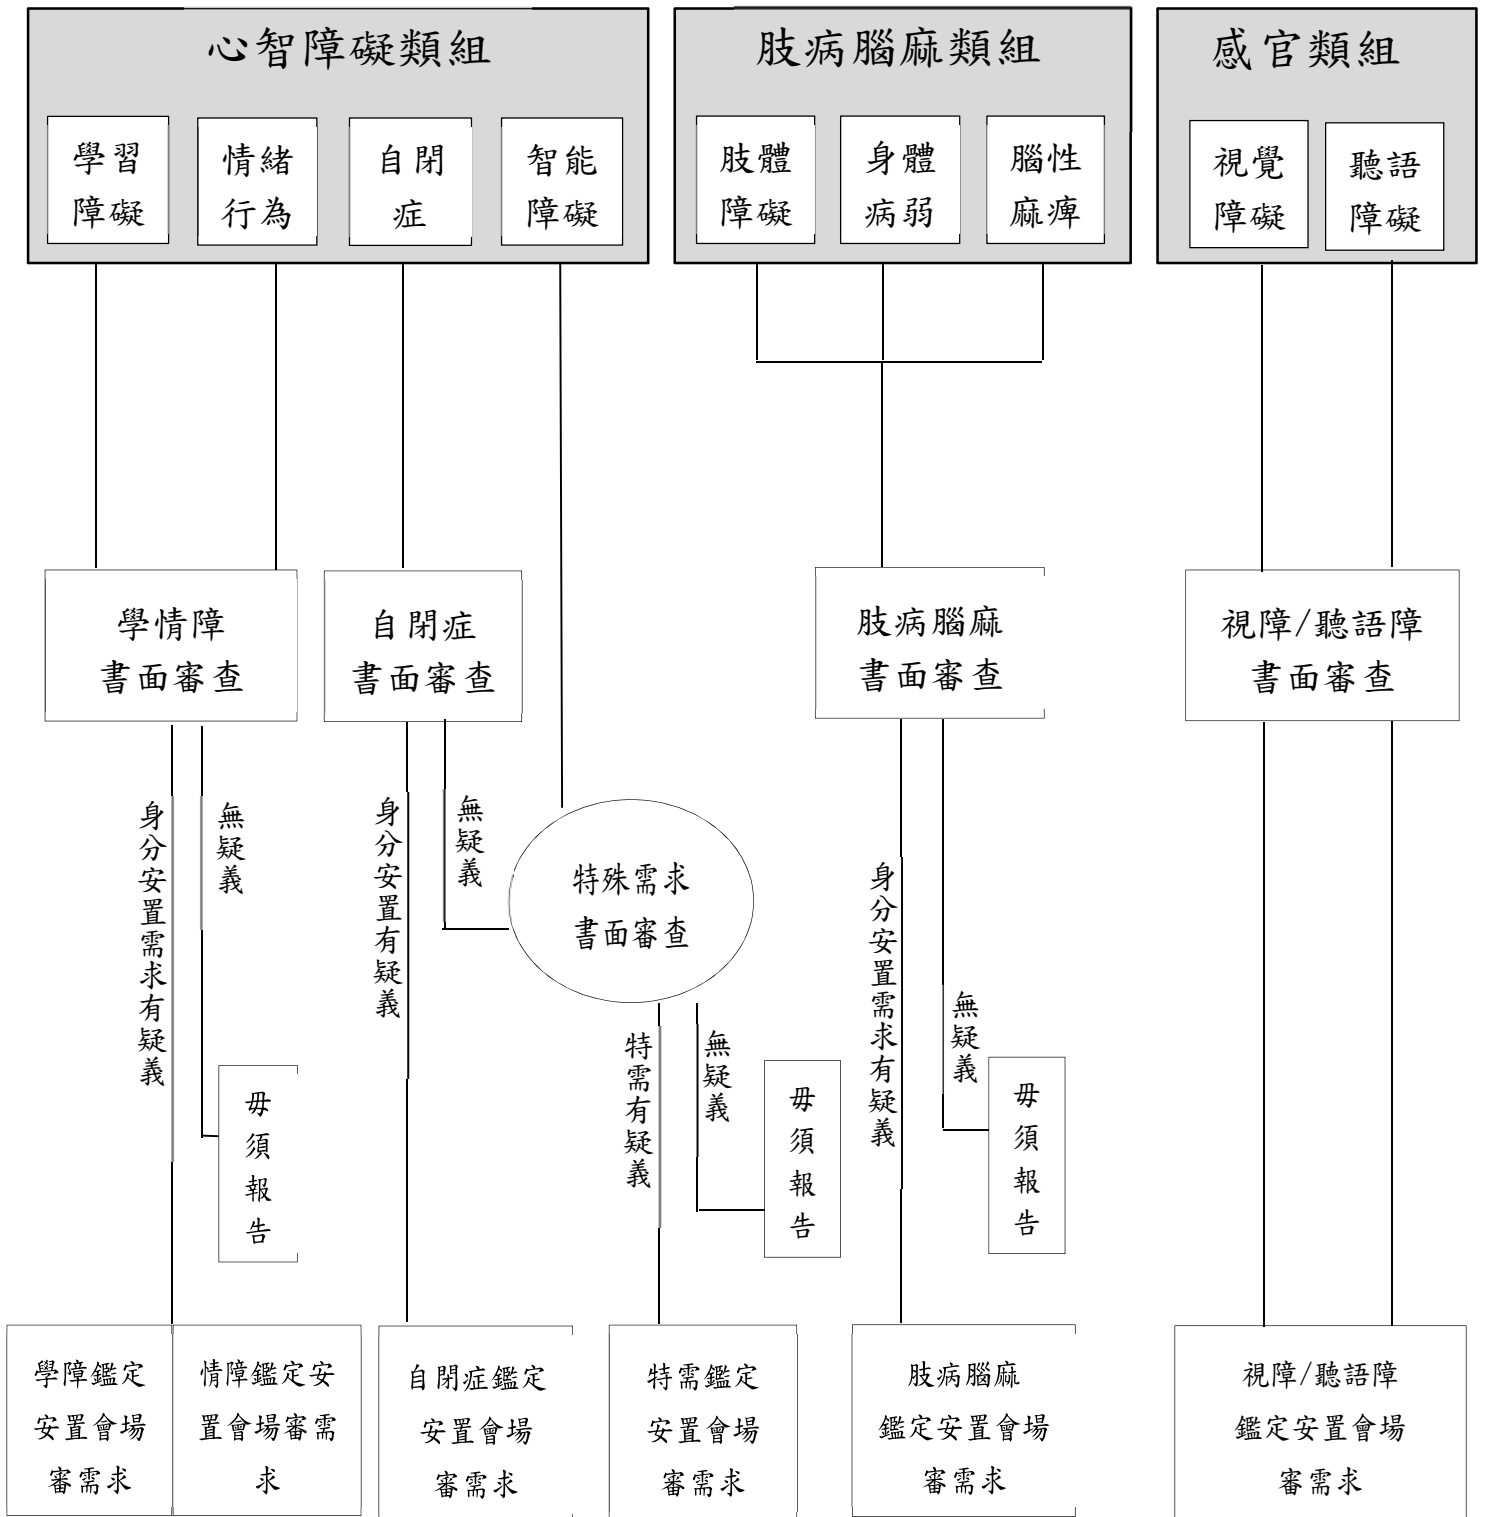 心智障礙類組
學習
障礙
情緒
行為
自閉
症
智能
障礙
肢病腦麻類組
肢體
障礙
身體
病弱
腦性
麻痺
感官類組
視覺
障礙
聽語
障礙
學情障
書面審查
自閉症
書面審查
肢病腦麻
書面審查
視障/聽語障
書面審查
身分安置需求有疑義
無疑義
身分安置有疑義
無疑義
特殊需求
書面審查
身分安置需求有疑義
無疑義
特需有疑義
無疑義
毋須報告
毋須報告
毋須報告
學障鑑定
安置會場
審需求
情障鑑定安
置會場審需
求
自閉症鑑定
安置會場
審需求
特需鑑定
安置會場
審需求
肢病腦麻
鑑定安置會場
審需求
視障/聽語障
鑑定安置會場
審需求